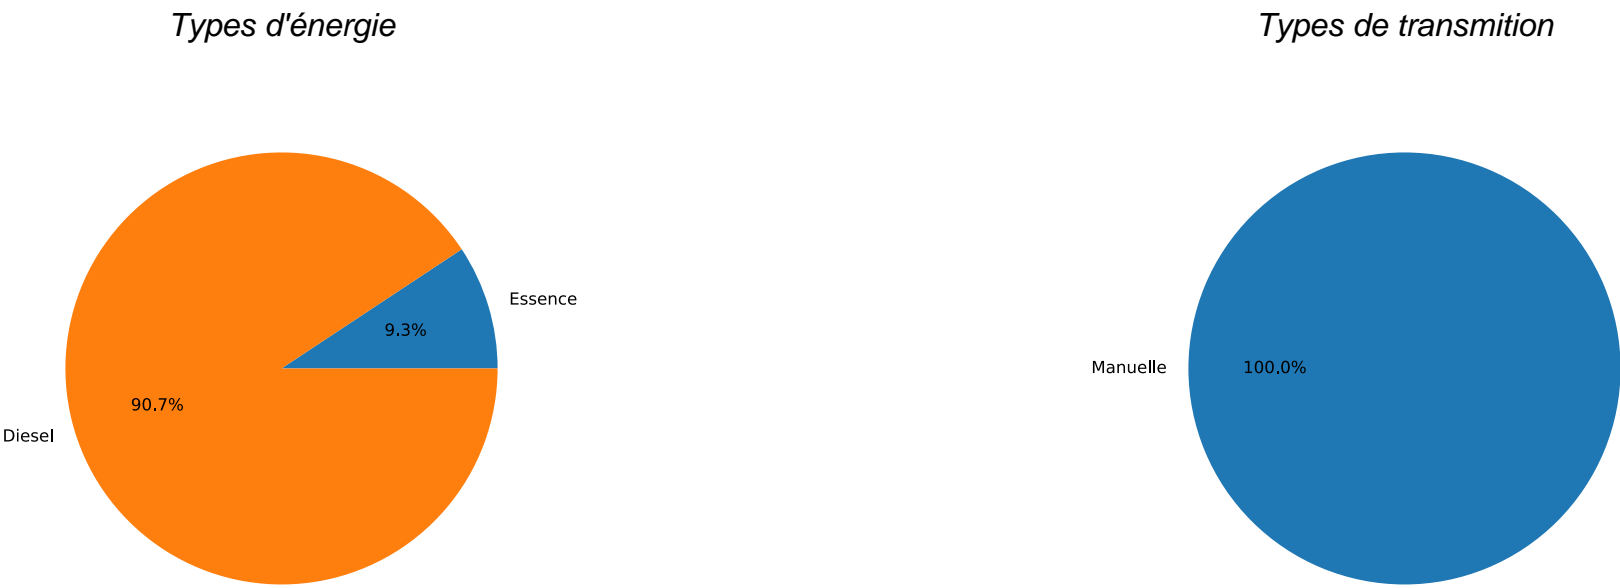 Types d'énergie
Types de transmition
Essence
9.3%
90.7%
Diesel
Manuelle
100.0%